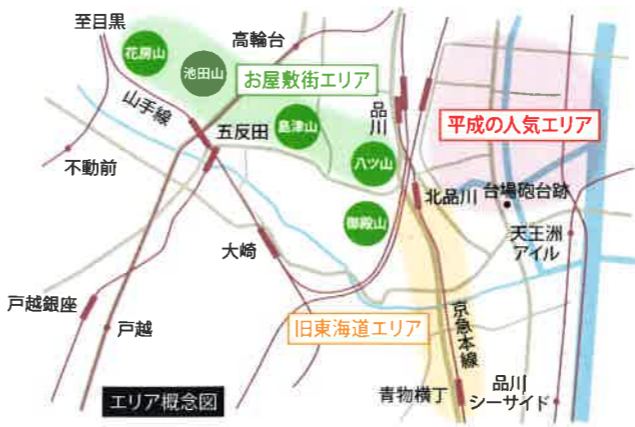 至目黒
花房山
池田山
高輪台
お屋敷街エリア
山手線
五反田
島津山
品川
平成の人気エリア
不動前
八ツ山
北品川
台場砲台跡
御殿山
天王洲
アイル
大崎
戸越銀座
戸越
旧東海道エリア
京急本線
エリア概念図
青物横丁
品川
シーサイド